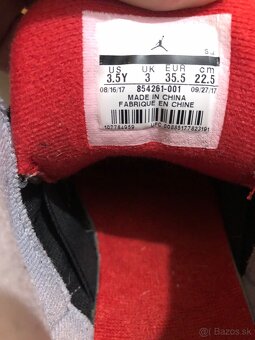 US UK EUR cm
3.5Y 3 35.5 22.5
08/16/17 854261-001 09/27/17
MADE IN CHINA
FABRIQUE EN CHINE
bazar.sk